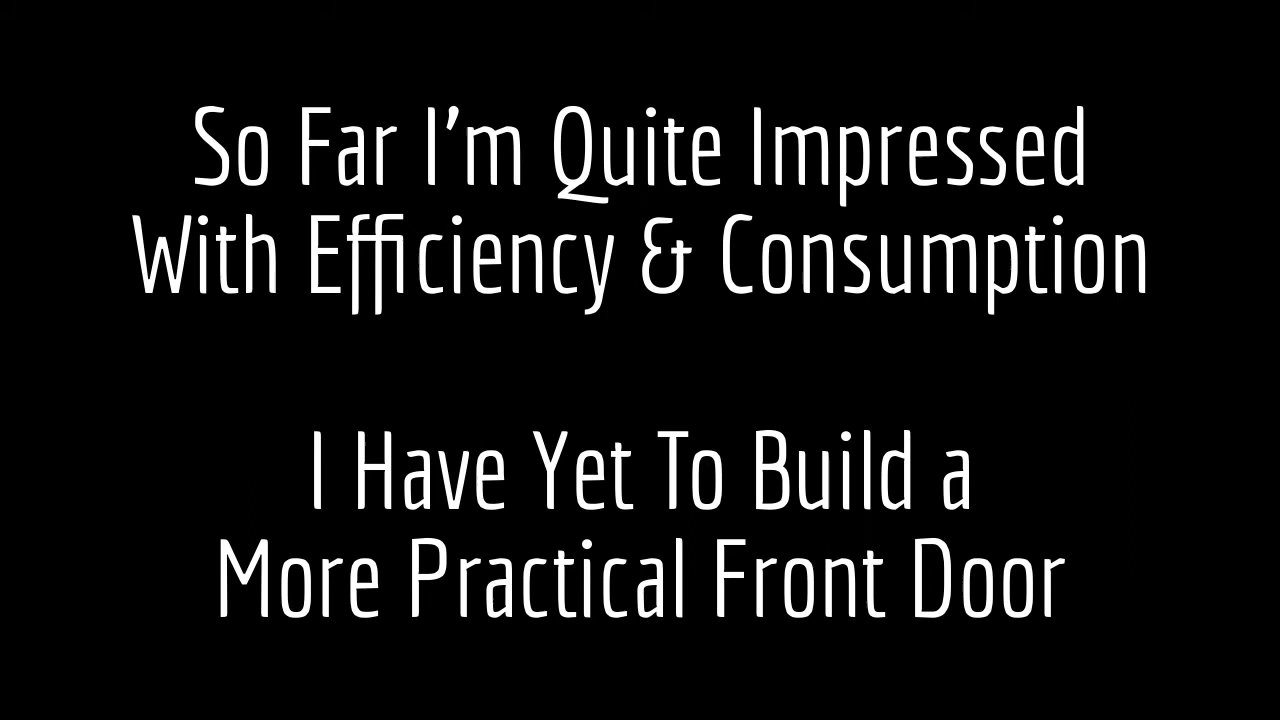 So Far I'm Quite Impressed
With Efficiency & Consumption
I Have Yet To Build a
More Practical Front Door